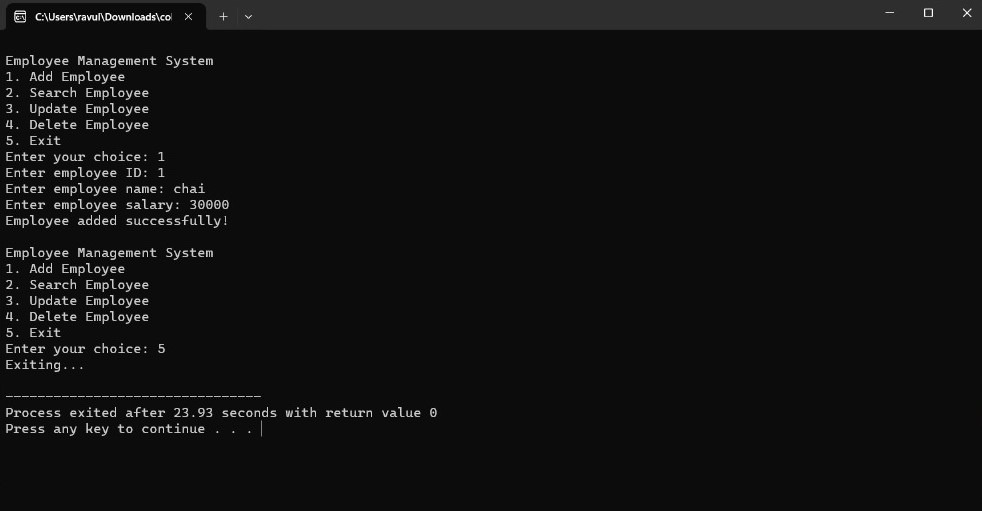 C:\Users\ravul\Downloads\co
Employee Management System
1. Add Employee
2. Search Employee
3. Update Employee
4. Delete Employee
5. Exit
Enter your choice: 1
Enter employee ID: 1
Enter employee name: chai
Enter employee salary: 30000
Employee added successfully!
Employee Management System
1. Add Employee
2. Search Employee
3. Update Employee
4. Delete Employee
5. Exit
Enter your choice: 5
Exiting...
--------------------------------
Process exited after 23.93 seconds with return value 0
Press any key to continue . . .